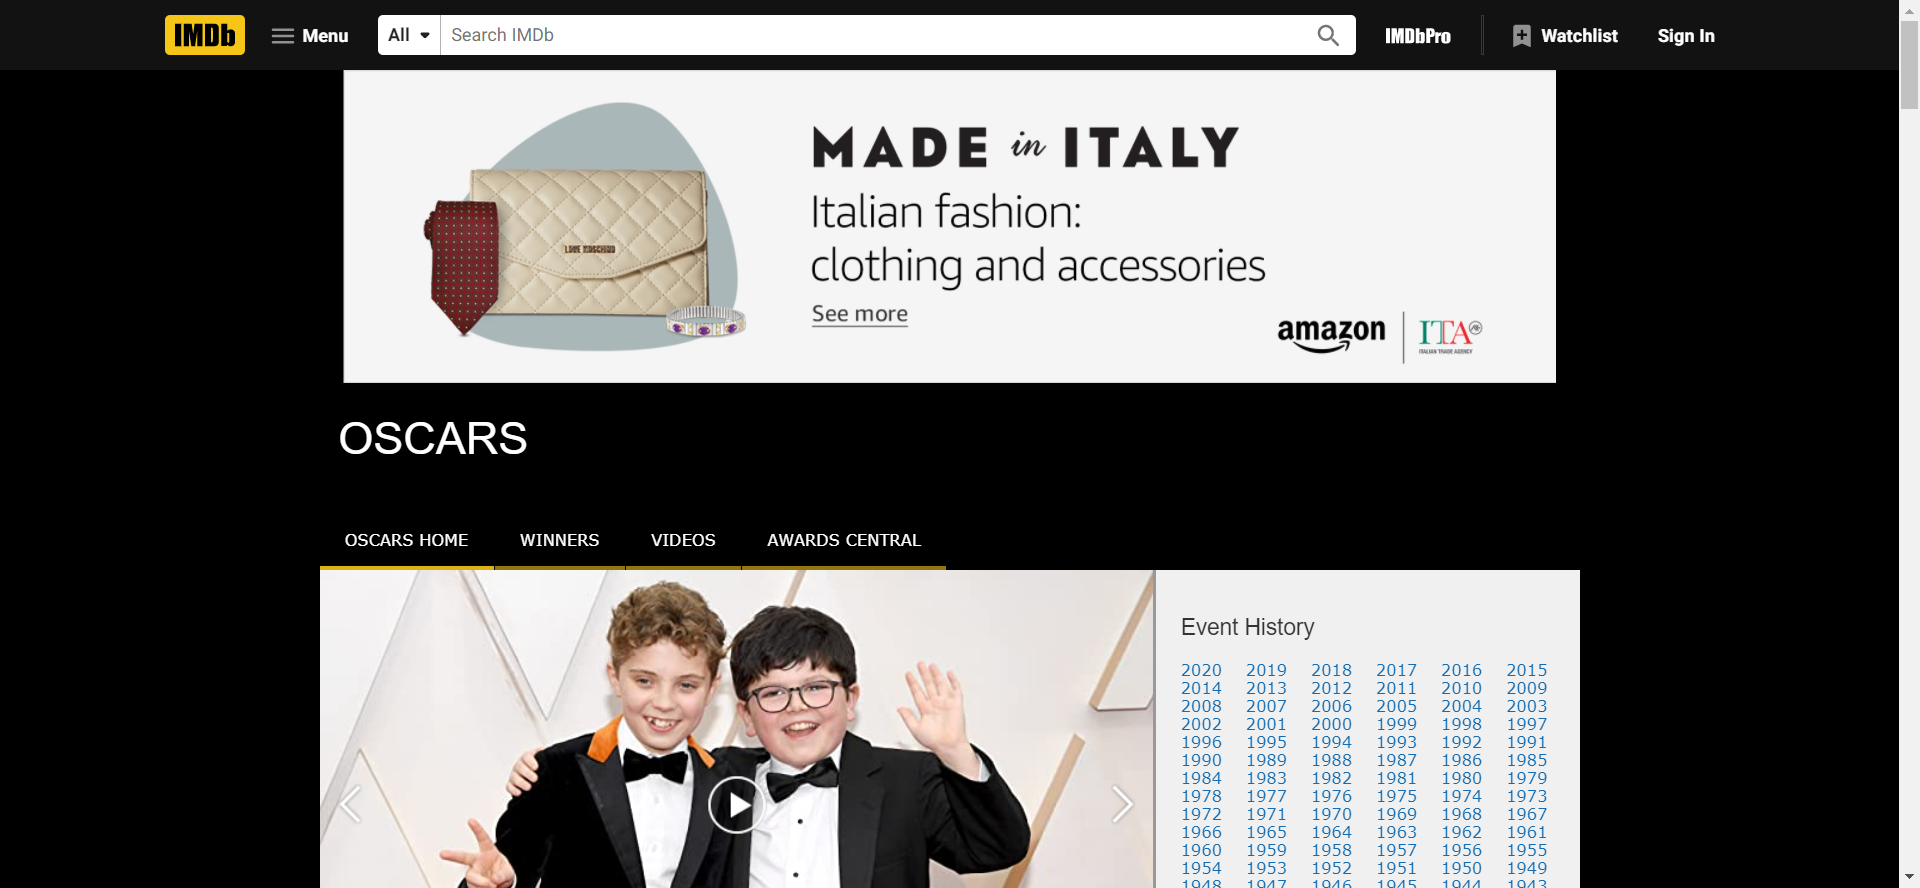 IMDb Menu All Search IMDb IMDbPro Watchlist Sign In
MADE in ITALY
Italian fashion:
clothing and accessories
See more
LOVE MOSCHINO
amazon ITA
ITALIAN TRADE AGENCY
OSCARS
OSCARS HOME WINNERS VIDEOS AWARDS CENTRAL
Event History
2020 2019 2018 2017 2016 2015
2014 2013 2012 2011 2010 2009
2008 2007 2006 2005 2004 2003
2002 2001 2000 1999 1998 1997
1996 1995 1994 1993 1992 1991
1990 1989 1988 1987 1986 1985
1984 1983 1982 1981 1980 1979
1978 1977 1976 1975 1974 1973
1972 1971 1970 1969 1968 1967
1966 1965 1964 1963 1962 1961
1960 1959 1958 1957 1956 1955
1954 1953 1952 1951 1950 1949
1948 1947 1946 1945 1944 1943